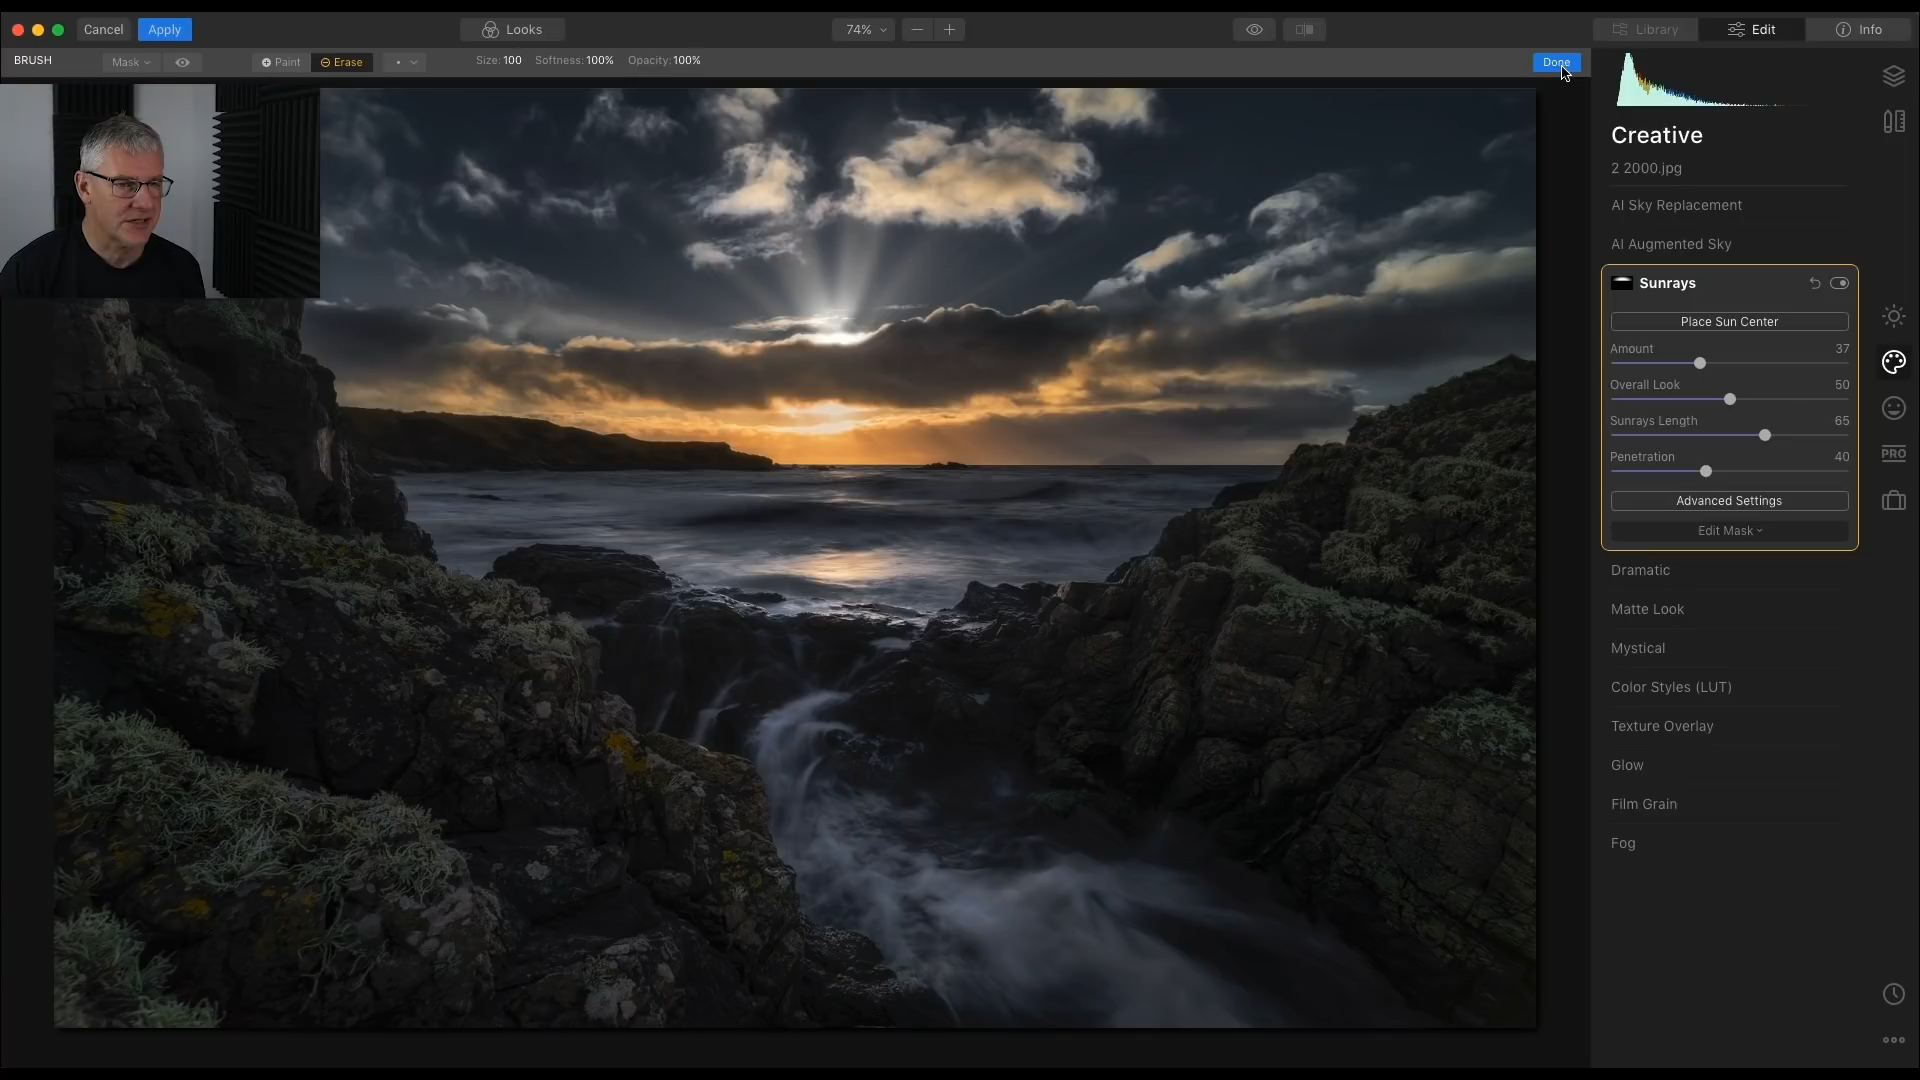 Cancel Apply Looks 74% Library Edit Info
BRUSH Mask Paint Erase Size: 100 Softness: 100% Opacity: 100% Done
Creative
2 2000.jpg
AI Sky Replacement
AI Augmented Sky
Sunrays
Place Sun Center
Amount 37
Overall Look 50
Sunrays Length 65
Penetration 40
PRO
Advanced Settings
Edit Mask
Dramatic
Matte Look
Mystical
Color Styles (LUT)
Texture Overlay
Glow
Film Grain
Fog